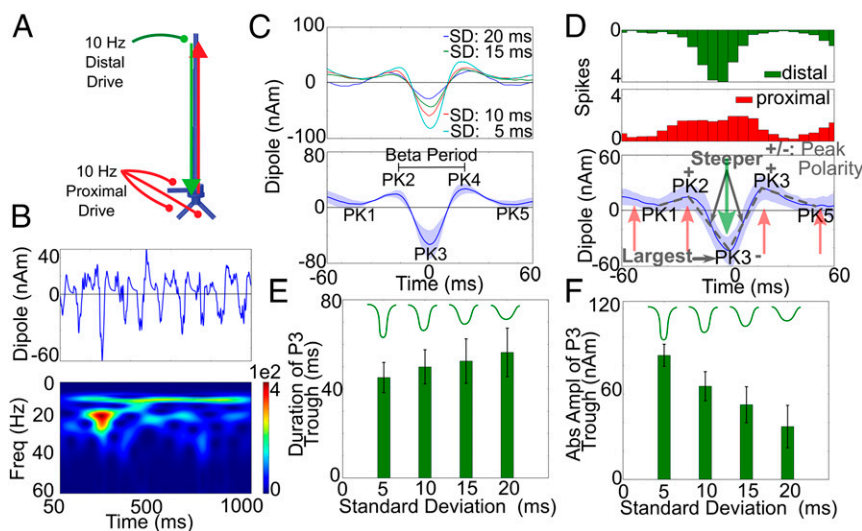 A
10 Hz
Distal
Drive
10 Hz
Proximal
Drive
B
Dipole (nAm)
40
0
-60
1e2
4
0
Freq (Hz)
0
20
40
60
50 500 1000
Time (ms)
C
SD: 20 ms
SD: 15 ms
SD: 10 ms
SD: 5 ms
Dipole (nAm)
100
0
-100
Beta Period
80
0
-80
PK1
PK2
PK3
PK4
PK5
-60 0 60
Time (ms)
D
Spikes
0
4
distal
4
2
0
proximal
+/-: Peak
Polarity
Steeper
60
0
-60
Dipole (nAm)
PK1
+
PK2
+
PK3
PK5
Largest
PK3 -
-60 0 60
Time (ms)
E
Duration of P3
Trough (ms)
80
40
0
0 5 10 15 20
Standard Deviation (ms)
F
Abs Ampl of P3
Trough (nAm)
120
60
0
0 5 10 15 20
Standard Deviation (ms)